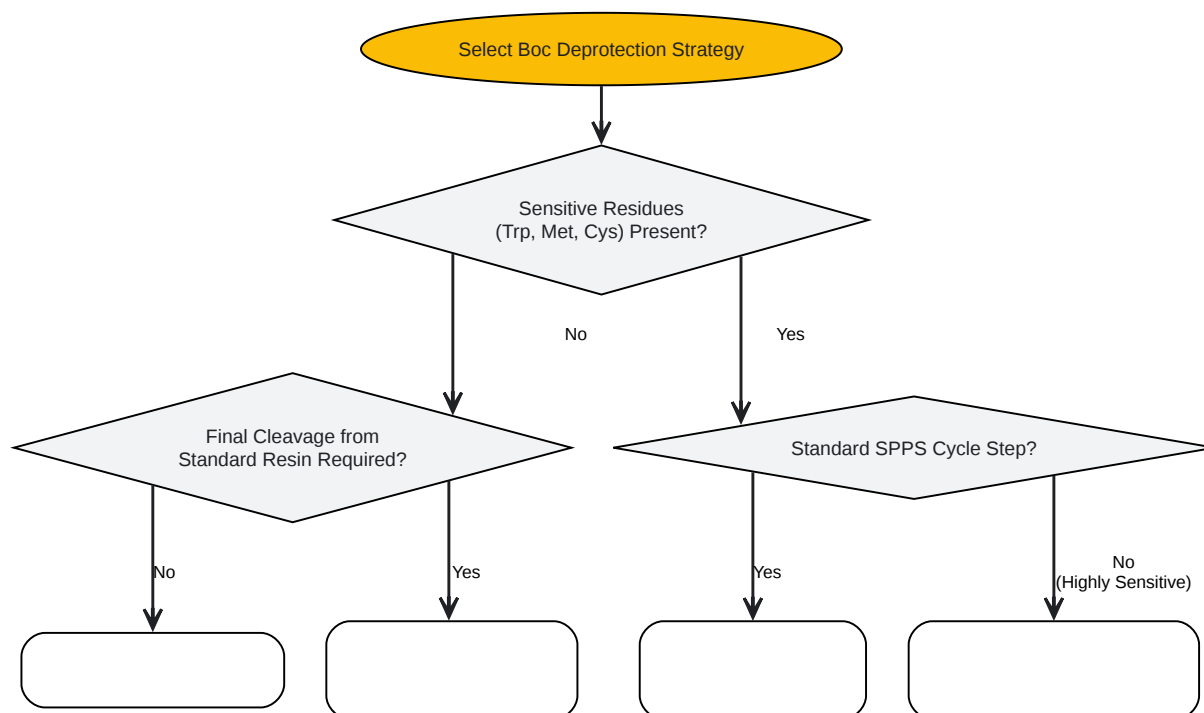 Select Boc Deprotection Strategy
Sensitive Residues
(Trp, Met, Cys) Present?
No
Yes
Final Cleavage from
Standard Resin Required?
Standard SPPS Cycle Step?
No
Yes
Yes
No
(Highly Sensitive)